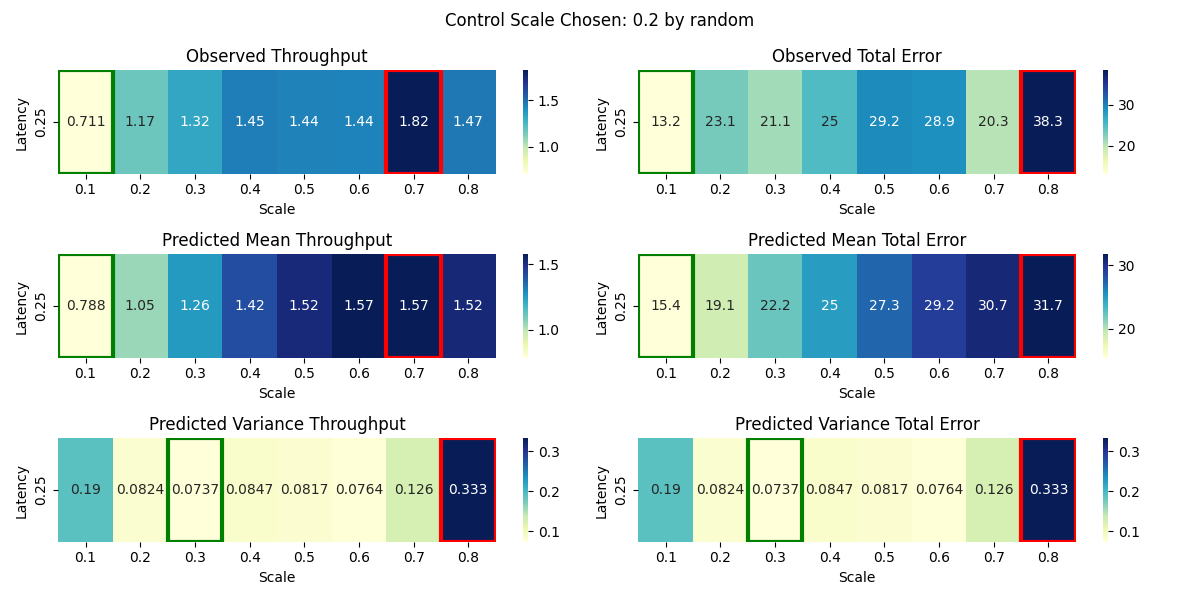 Control Scale Chosen: 0.2 by random
Observed Throughput
Latency
0.25
0.711 1.17 1.32 1.45 1.44 1.44 1.82 1.47
0.1 0.2 0.3 0.4 0.5 0.6 0.7 0.8
Scale
1.5
1.0
Observed Total Error
Latency
0.25
13.2 23.1 21.1 25 29.2 28.9 20.3 38.3
0.1 0.2 0.3 0.4 0.5 0.6 0.7 0.8
Scale
30
20
Predicted Mean Throughput
Latency
0.25
0.788 1.05 1.26 1.42 1.52 1.57 1.57 1.52
0.1 0.2 0.3 0.4 0.5 0.6 0.7 0.8
Scale
1.5
1.0
Predicted Mean Total Error
Latency
0.25
15.4 19.1 22.2 25 27.3 29.2 30.7 31.7
0.1 0.2 0.3 0.4 0.5 0.6 0.7 0.8
Scale
30
20
Predicted Variance Throughput
Latency
0.25
0.19 0.0824 0.0737 0.0847 0.0817 0.0764 0.126 0.333
0.1 0.2 0.3 0.4 0.5 0.6 0.7 0.8
Scale
0.3
0.2
0.1
Predicted Variance Total Error
Latency
0.25
0.19 0.0824 0.0737 0.0847 0.0817 0.0764 0.126 0.333
0.1 0.2 0.3 0.4 0.5 0.6 0.7 0.8
Scale
0.3
0.2
0.1